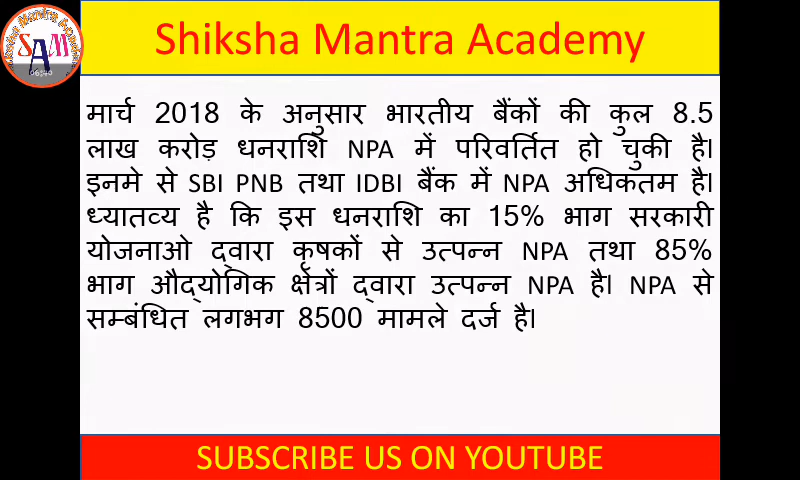 Shiksha Mantra Academy
SAM
मार्च 2018 के अनुसार भारतीय बैंकों की कुल 8.5
लाख करोड़ धनराशि NPA में परिवर्तित हो चुकी है।
इनमे से SBI PNB तथा IDBI बैंक में NPA अधिकतम है।
ध्यातव्य है कि इस धनराशि का 15% भाग सरकारी
योजनाओ द्वारा कृषकों से उत्पन्न NPA तथा 85%
भाग औद्योगिक क्षेत्रों द्वारा उत्पन्न NPA है। NPA से
सम्बंधित लगभग 8500 मामले दर्ज है।
SUBSCRIBE US ON YOUTUBE